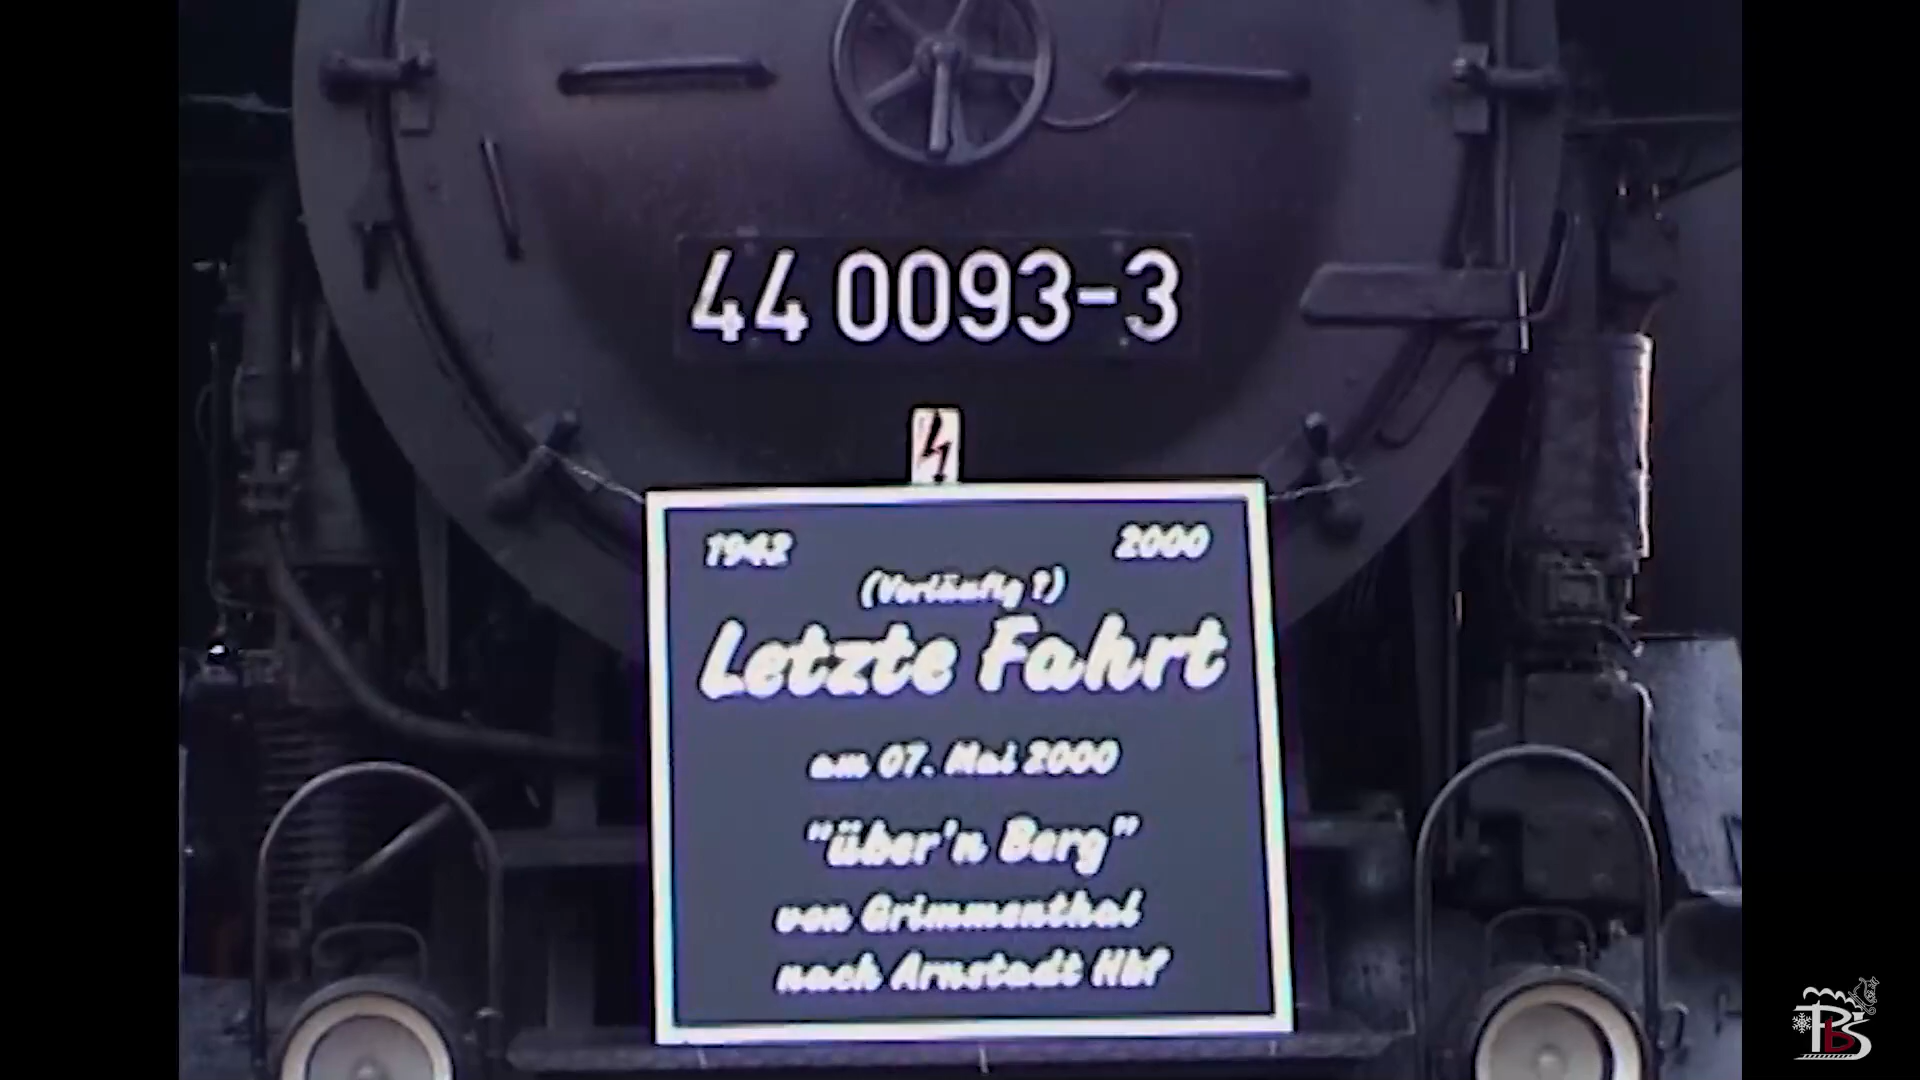 44 0093-3
1942 2000
(Vorläufig ?)
Letzte Fahrt
am 07. Mai 2000
"über'n Berg"
von Grimmenthal
nach Arnstadt Hbf